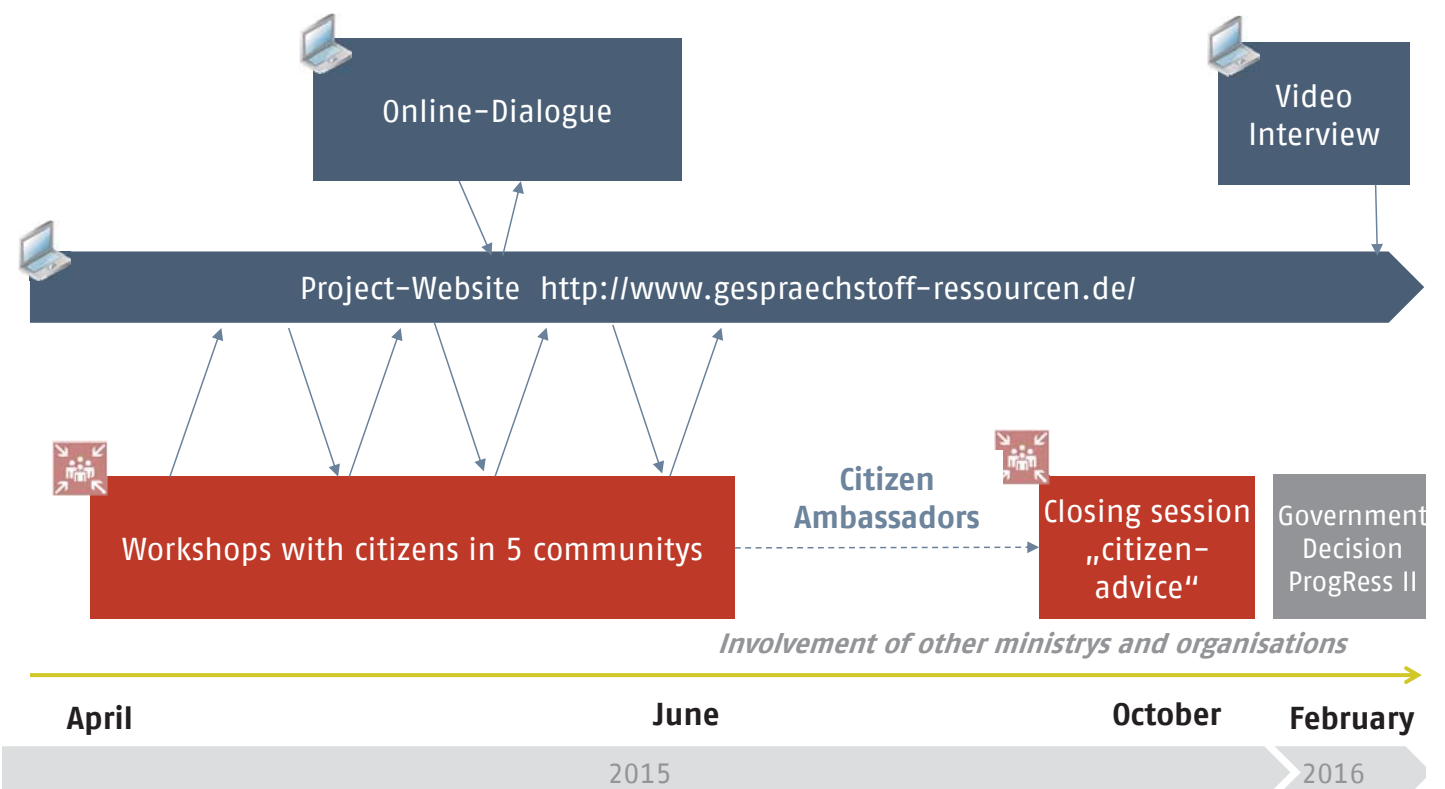 Online-Dialogue
Video
Interview
Project-Website http://www.gespraechstoff-ressourcen.de/
Workshops with citizens in 5 communitys
Citizen
Ambassadors
Closing session
„citizen-
advice“
Government
Decision
ProgRess II
Involvement of other ministrys and organisations
April
June
October
February
2015
2016